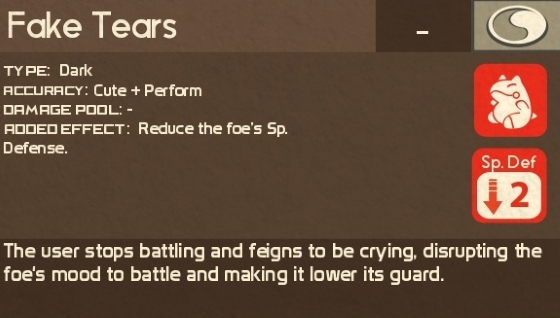 Fake Tears
-
TYPE: Dark
ACCURACY: Cute + Perform
DAMAGE POOL: -
ADDED EFFECT: Reduce the foe's Sp.
Defense.
Sp. Def
2
The user stops battling and feigns to be crying, disrupting the
foe's mood to battle and making it lower its guard.